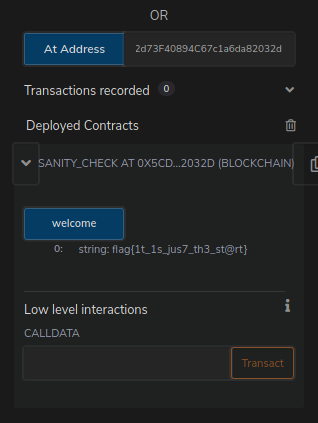 OR
At Address
2d73F40894C67c1a6da82032d
Transactions recorded 0
Deployed Contracts
SANITY_CHECK AT 0X5CD...2032D (BLOCKCHAIN)
welcome
0: string: flag{1t_1s_jus7_th3_st@rt}
Low level interactions
i
CALLDATA
Transact